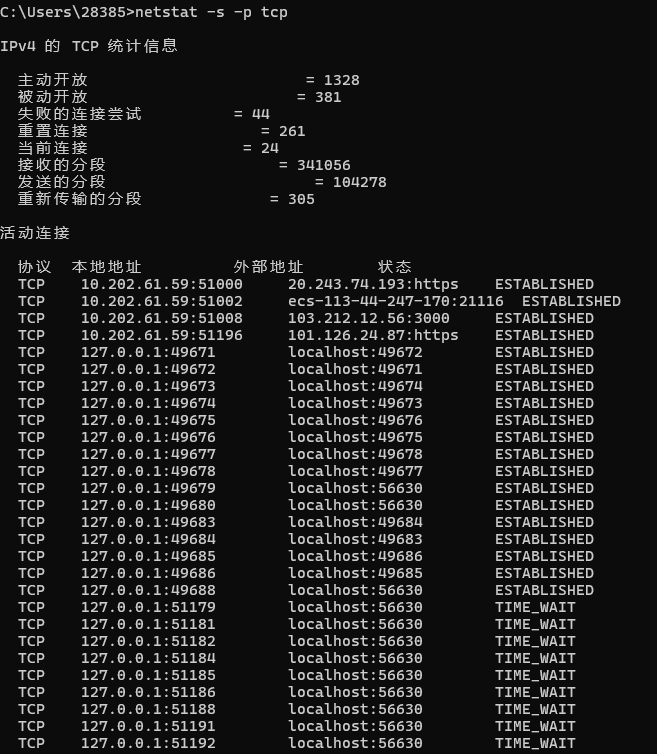 C:\Users\28385>netstat -s -p tcp
IPv4 的 TCP 统计信息
主动开放 = 1328
被动开放 = 381
失败的连接尝试 = 44
重置连接 = 261
当前连接 = 24
接收的分段 = 341056
发送的分段 = 104278
重新传输的分段 = 305
活动连接
协议 本地地址 外部地址 状态
TCP 10.202.61.59:51000 20.243.74.193:https ESTABLISHED
TCP 10.202.61.59:51002 ecs-113-44-247-170:21116 ESTABLISHED
TCP 10.202.61.59:51008 103.212.12.56:3000 ESTABLISHED
TCP 10.202.61.59:51196 101.126.24.87:https ESTABLISHED
TCP 127.0.0.1:49671 localhost:49672 ESTABLISHED
TCP 127.0.0.1:49672 localhost:49671 ESTABLISHED
TCP 127.0.0.1:49673 localhost:49674 ESTABLISHED
TCP 127.0.0.1:49674 localhost:49673 ESTABLISHED
TCP 127.0.0.1:49675 localhost:49676 ESTABLISHED
TCP 127.0.0.1:49676 localhost:49675 ESTABLISHED
TCP 127.0.0.1:49677 localhost:49678 ESTABLISHED
TCP 127.0.0.1:49678 localhost:49677 ESTABLISHED
TCP 127.0.0.1:49679 localhost:56630 ESTABLISHED
TCP 127.0.0.1:49680 localhost:56630 ESTABLISHED
TCP 127.0.0.1:49683 localhost:49684 ESTABLISHED
TCP 127.0.0.1:49684 localhost:49683 ESTABLISHED
TCP 127.0.0.1:49685 localhost:49686 ESTABLISHED
TCP 127.0.0.1:49686 localhost:49685 ESTABLISHED
TCP 127.0.0.1:49688 localhost:56630 ESTABLISHED
TCP 127.0.0.1:51179 localhost:56630 TIME_WAIT
TCP 127.0.0.1:51181 localhost:56630 TIME_WAIT
TCP 127.0.0.1:51182 localhost:56630 TIME_WAIT
TCP 127.0.0.1:51184 localhost:56630 TIME_WAIT
TCP 127.0.0.1:51185 localhost:56630 TIME_WAIT
TCP 127.0.0.1:51186 localhost:56630 TIME_WAIT
TCP 127.0.0.1:51188 localhost:56630 TIME_WAIT
TCP 127.0.0.1:51191 localhost:56630 TIME_WAIT
TCP 127.0.0.1:51192 localhost:56630 TIME_WAIT